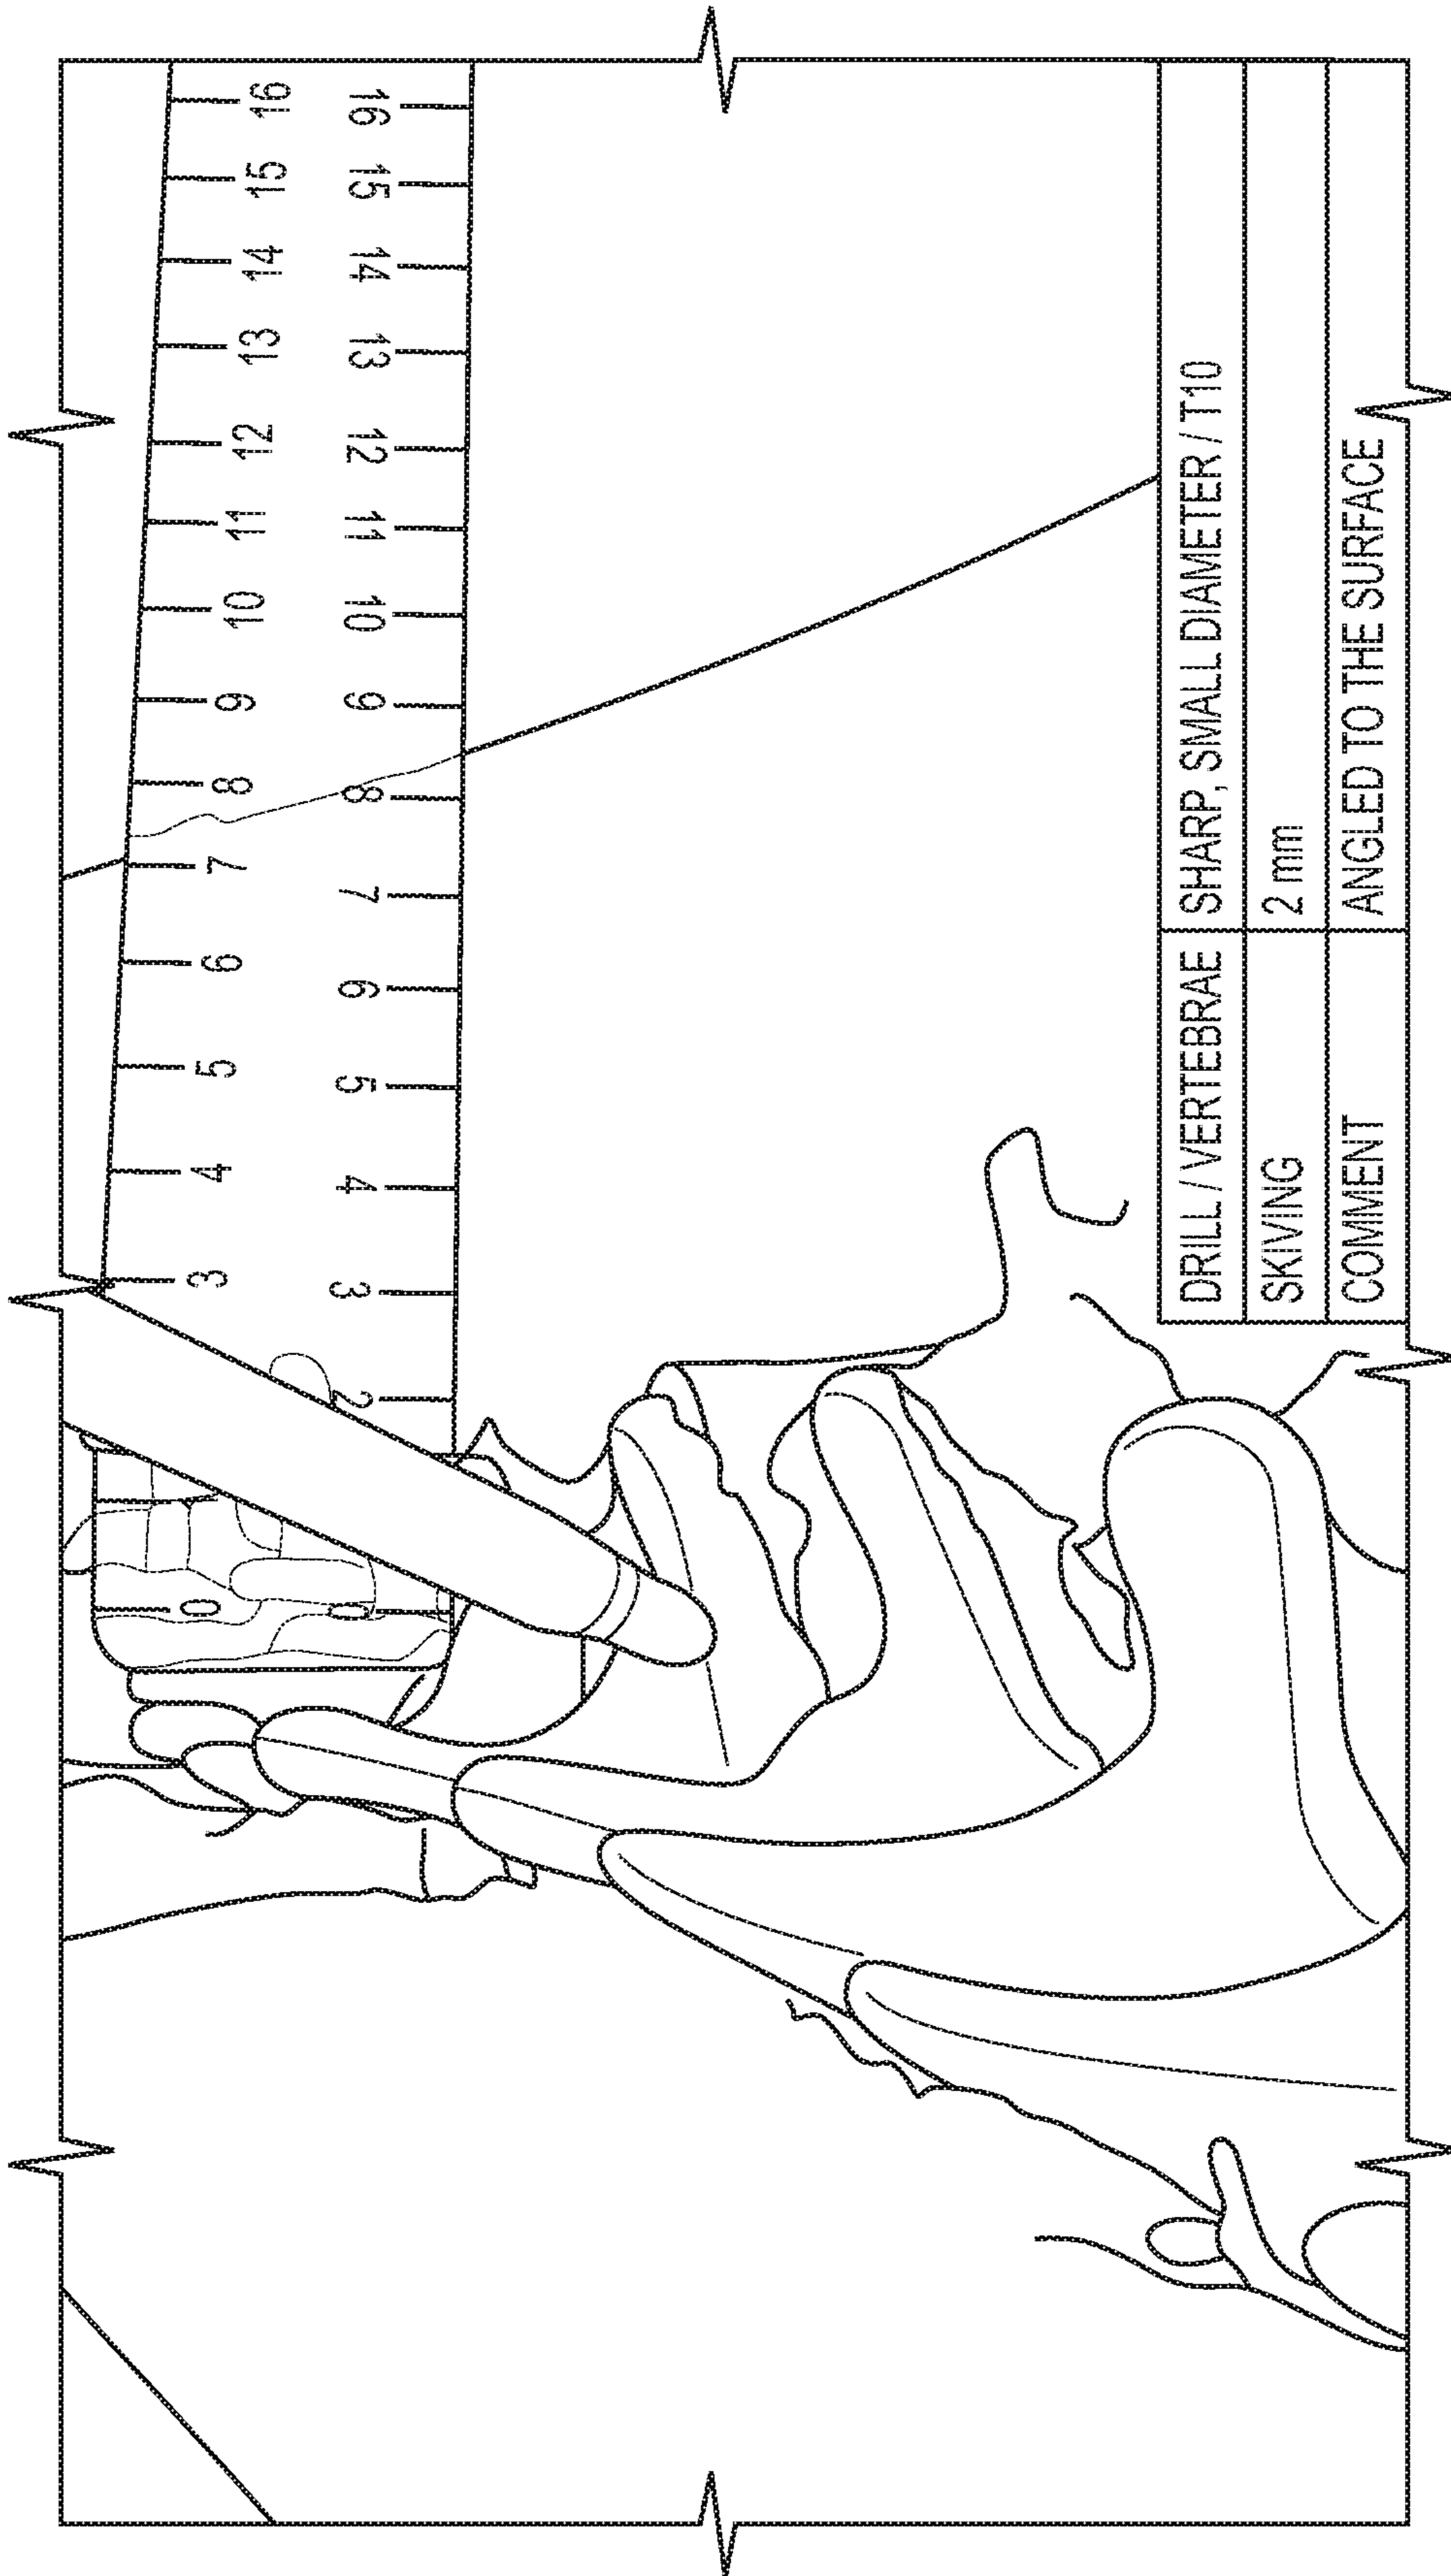 0 3 4 5 6 7 8 9 10 11 12 13 14 15 16
0 2 3 4 5 6 7 8 9 10 11 12 13 14 15 16
DRILL / VERTEBRAE SHARP, SMALL DIAMETER / T10
SKIVING 2 mm
COMMENT ANGLED TO THE SURFACE